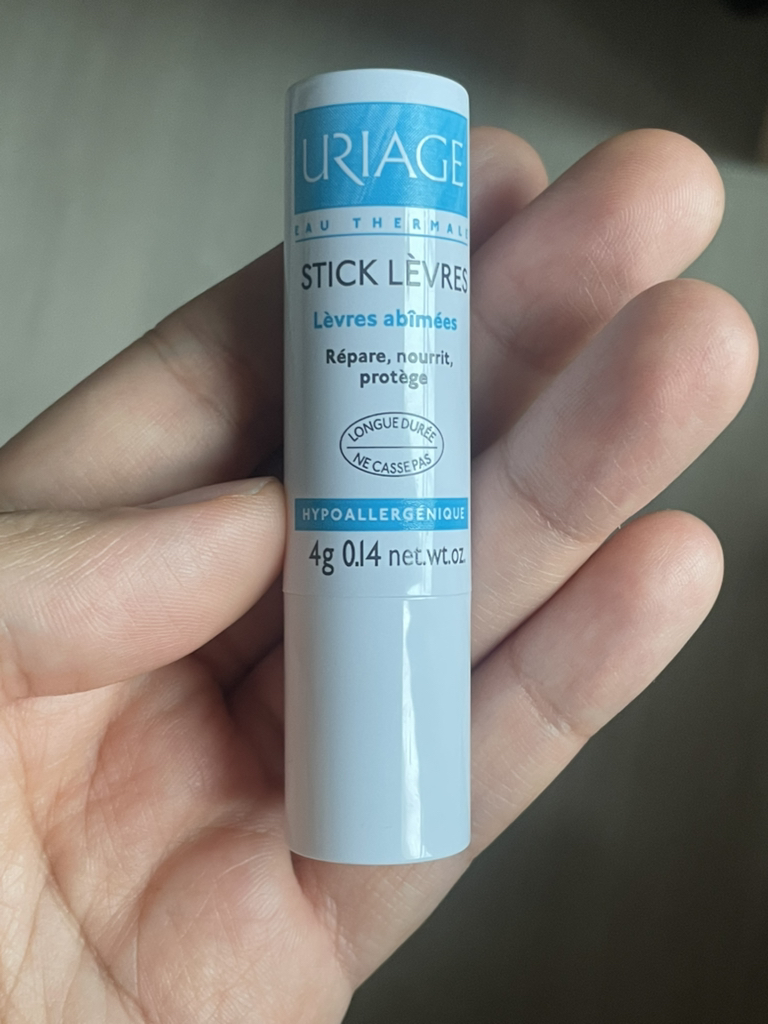 URIAGE
EAU THERMALE
STICK LÈVRES
Lèvres abîmées
Répare, nourrit,
protège
LONGUE DURÉE
NE CASSE PAS
HYPOALLERGÉNIQUE
4g 0.14 net.wt.oz.